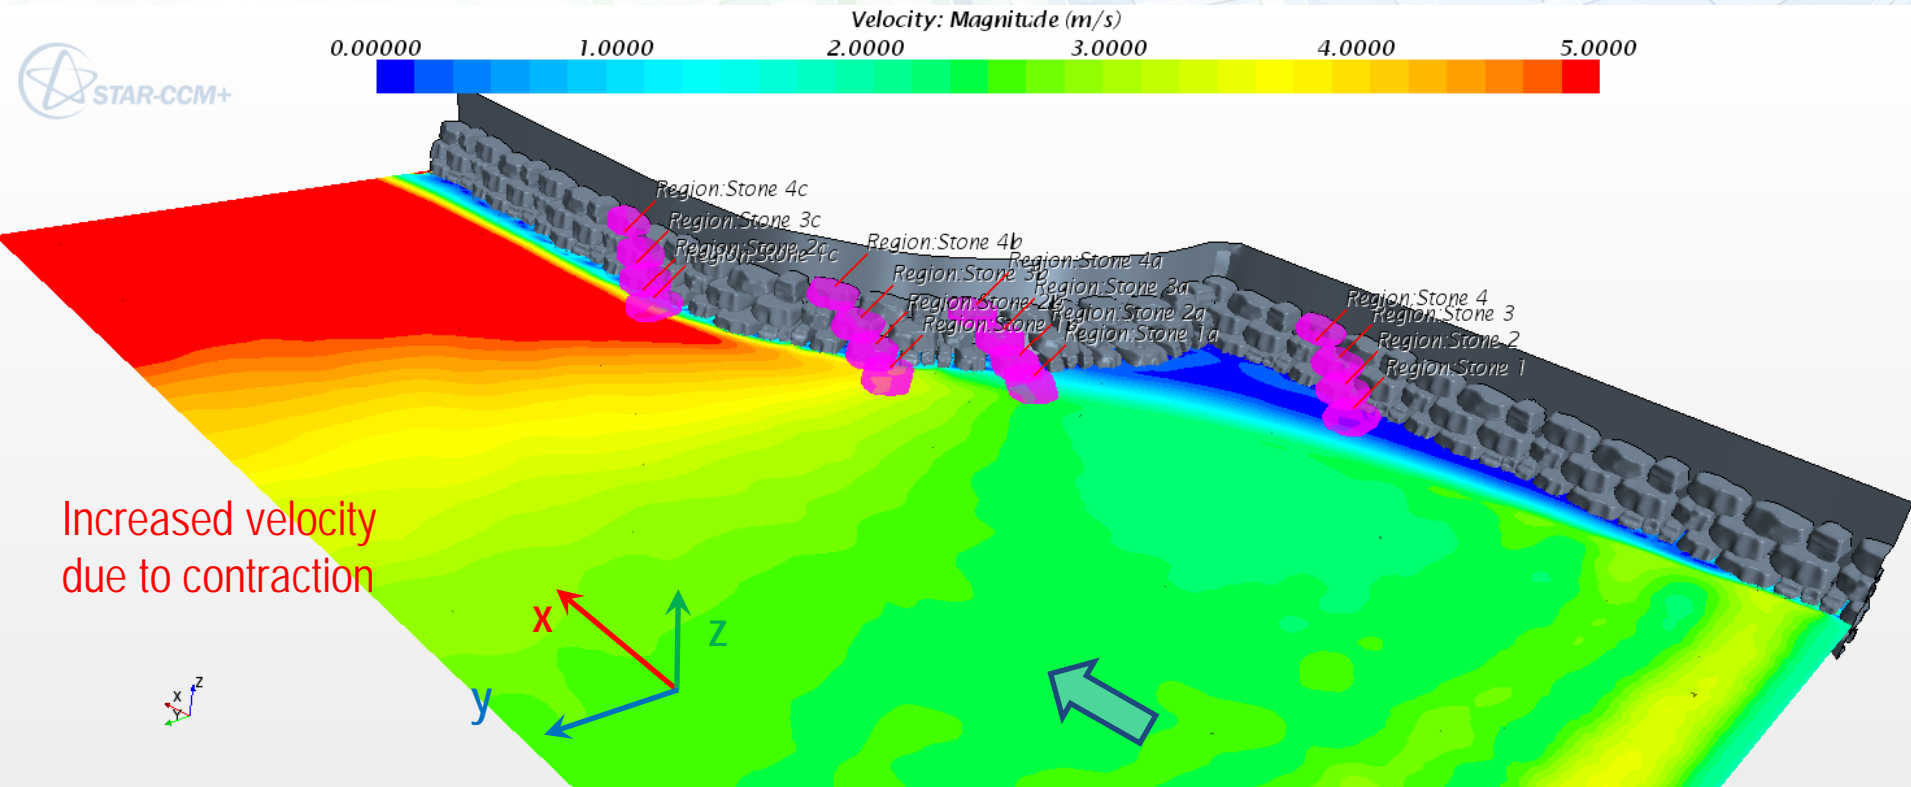 Velocity: Magnitude (m/s)
0.00000 1.0000 2.0000 3.0000 4.0000 5.0000
STAR-CCM+
Region:Stone 4c
Region:Stone 3c
Region:Stone 2c
Region:Stone 1c
Region:Stone 4b
Region:Stone 3b
Region:Stone 2b
Region:Stone 1b
Region:Stone 4a
Region:Stone 3a
Region:Stone 2a
Region:Stone 1a
Region:Stone 4
Region:Stone 3
Region:Stone 2
Region:Stone 1
Increased velocity
due to contraction
x
z
y
X
Z
Y